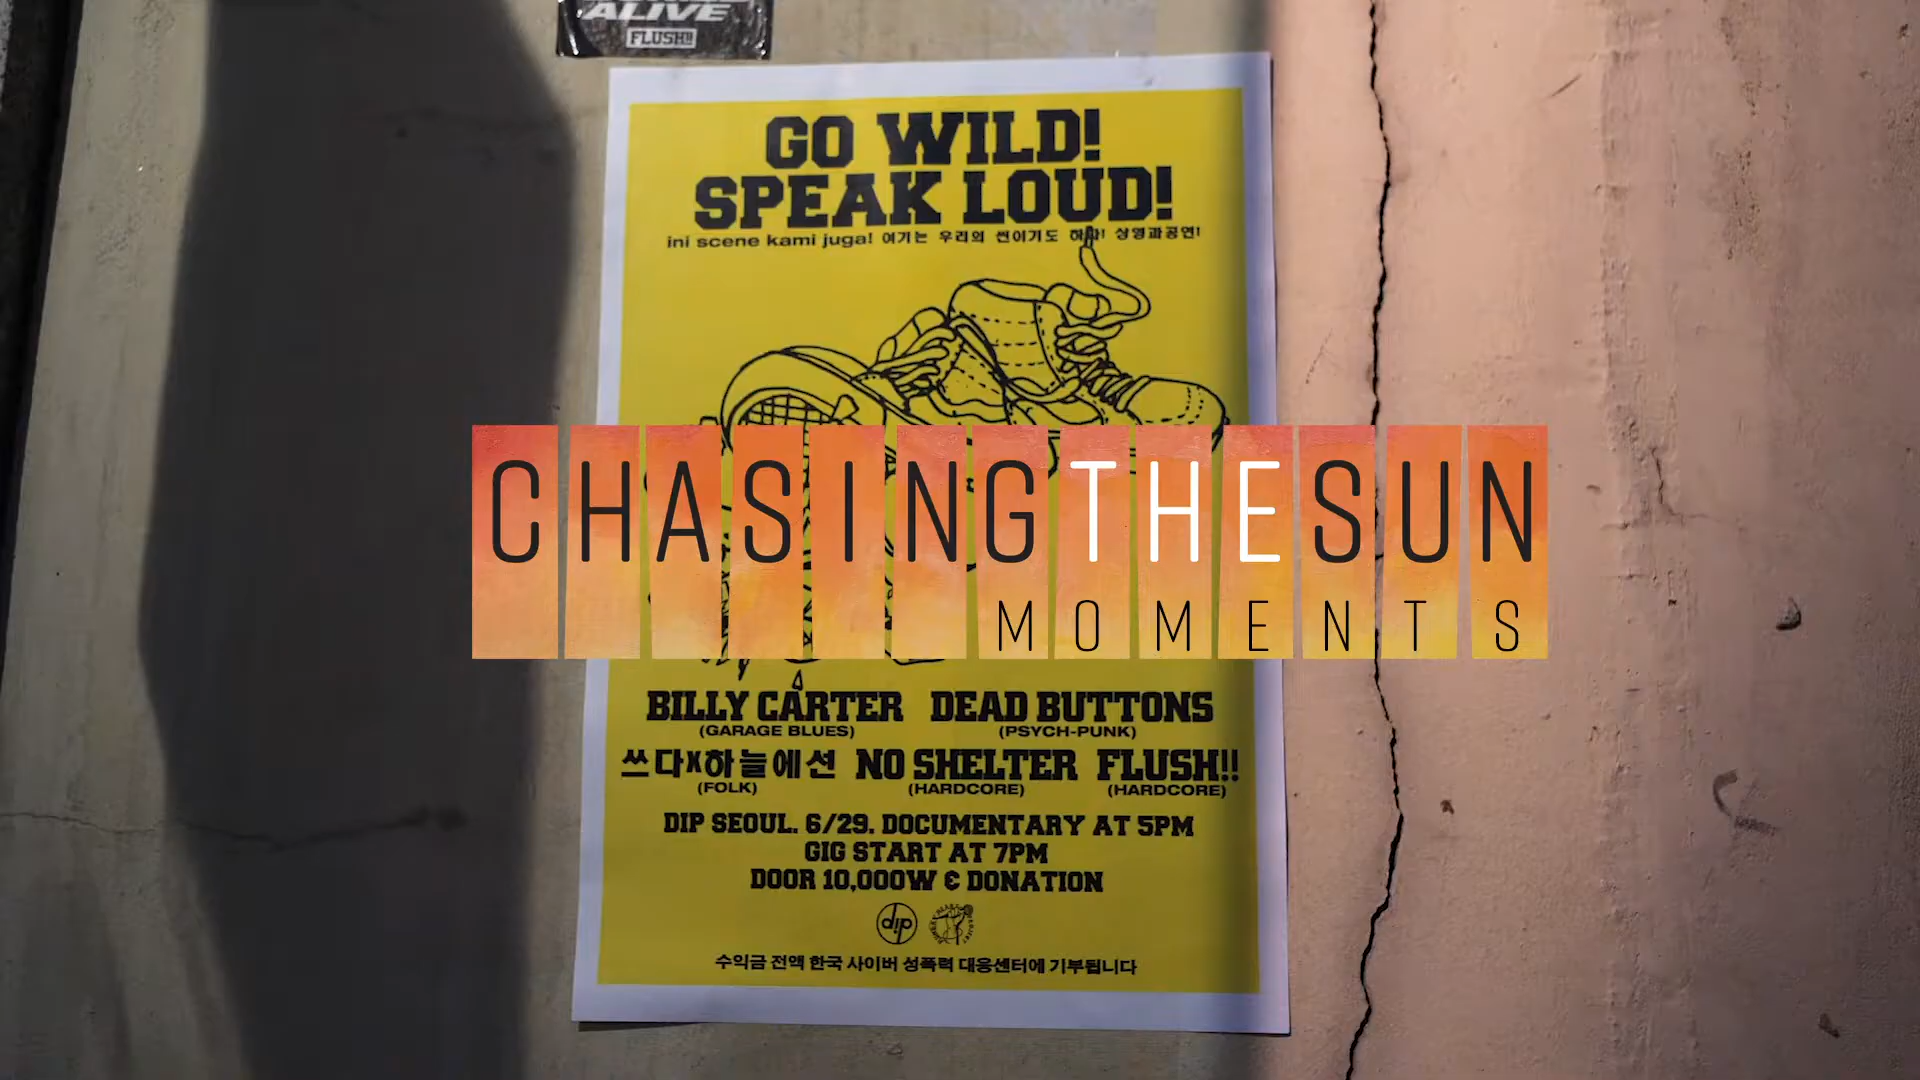 ALIVE
FLUSH!!
GO WILD!
SPEAK LOUD!
ini scene kami juga! 여기는 우리의 씬이기도 하다! 상영과공연!
CHASINGTHESUN
MOMENTS
BILLY CARTER DEAD BUTTONS
(GARAGE BLUES) (PSYCH-PUNK)
쓰다x하늘에선 NO SHELTER FLUSH!!
(FOLK) (HARDCORE) (HARDCORE)
DIP SEOUL. 6/29. DOCUMENTARY AT 5PM
GIG START AT 7PM
DOOR 10,000W & DONATION
dip
수익금 전액 한국 사이버 성폭력 대응센터에 기부됩니다